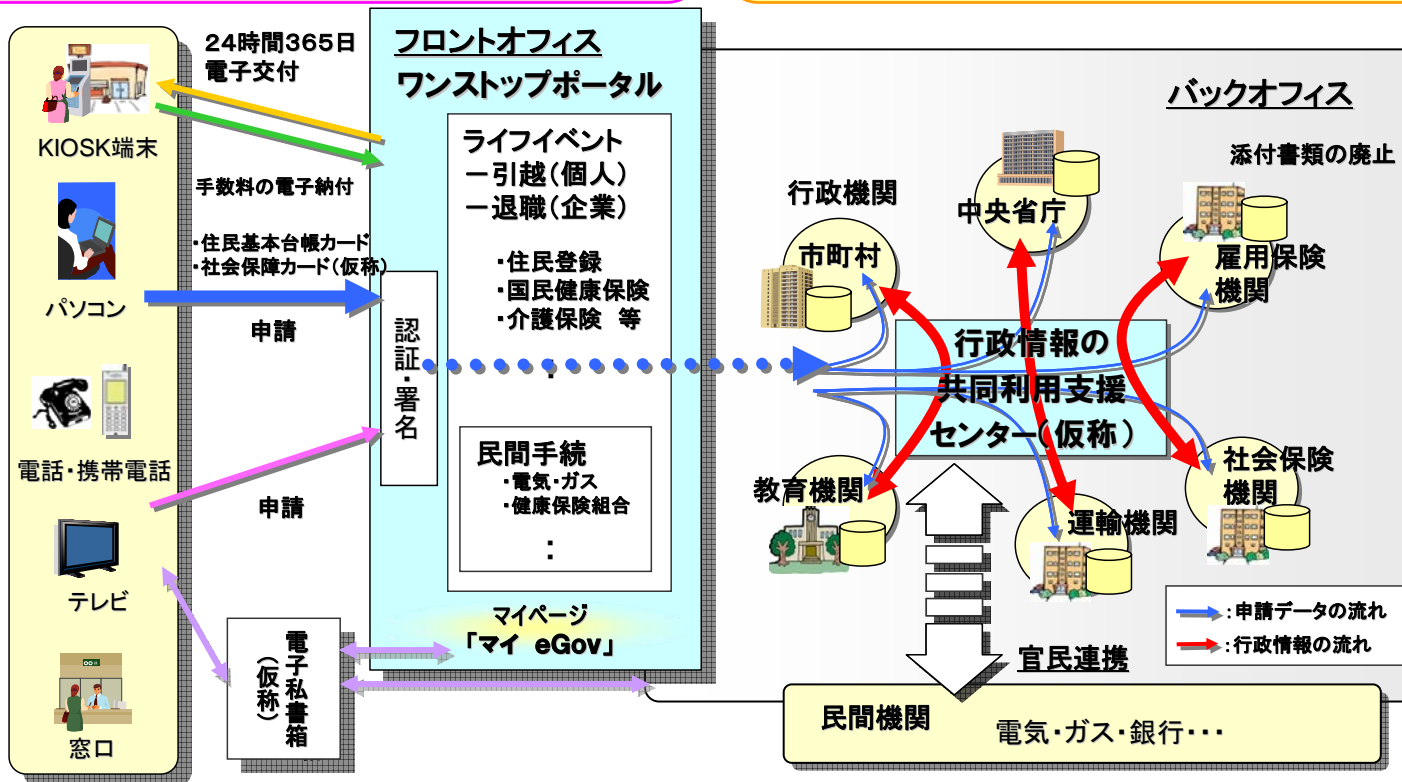 24時間365日
電子交付
KIOSK端末
手数料の電子納付
・住民基本台帳カード
・社会保障カード(仮称)
パソコン
申請
電話・携帯電話
申請
テレビ
窓口
電子私書箱
(仮称)
フロントオフィス
ワンストップポータル
ライフイベント
－引越(個人)
－退職(企業)
・住民登録
・国民健康保険
・介護保険 等
：
認証・署名
民間手続
・電気・ガス
・健康保険組合
：
マイページ
「マイ eGov」
バックオフィス
添付書類の廃止
行政機関
市町村
中央省庁
雇用保険
機関
行政情報の
共同利用支援
センター(仮称)
教育機関
運輸機関
社会保険
機関
：申請データの流れ
：行政情報の流れ
官民連携
民間機関
電気・ガス・銀行・・・